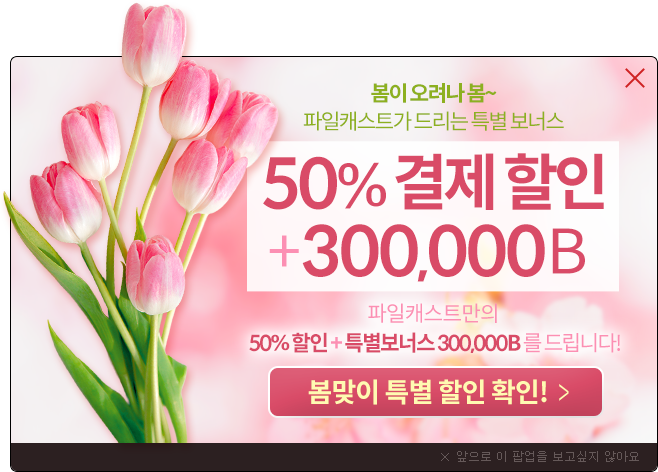 봄이 오려나 봄~
파일캐스트가 드리는 특별 보너스
50% 결제 할인
+300,000B
파일캐스트만의
50% 할인 + 특별보너스 300,000B 를 드립니다!
봄맞이 특별 할인 확인! >
× 앞으로 이 팝업을 보고싶지 않아요